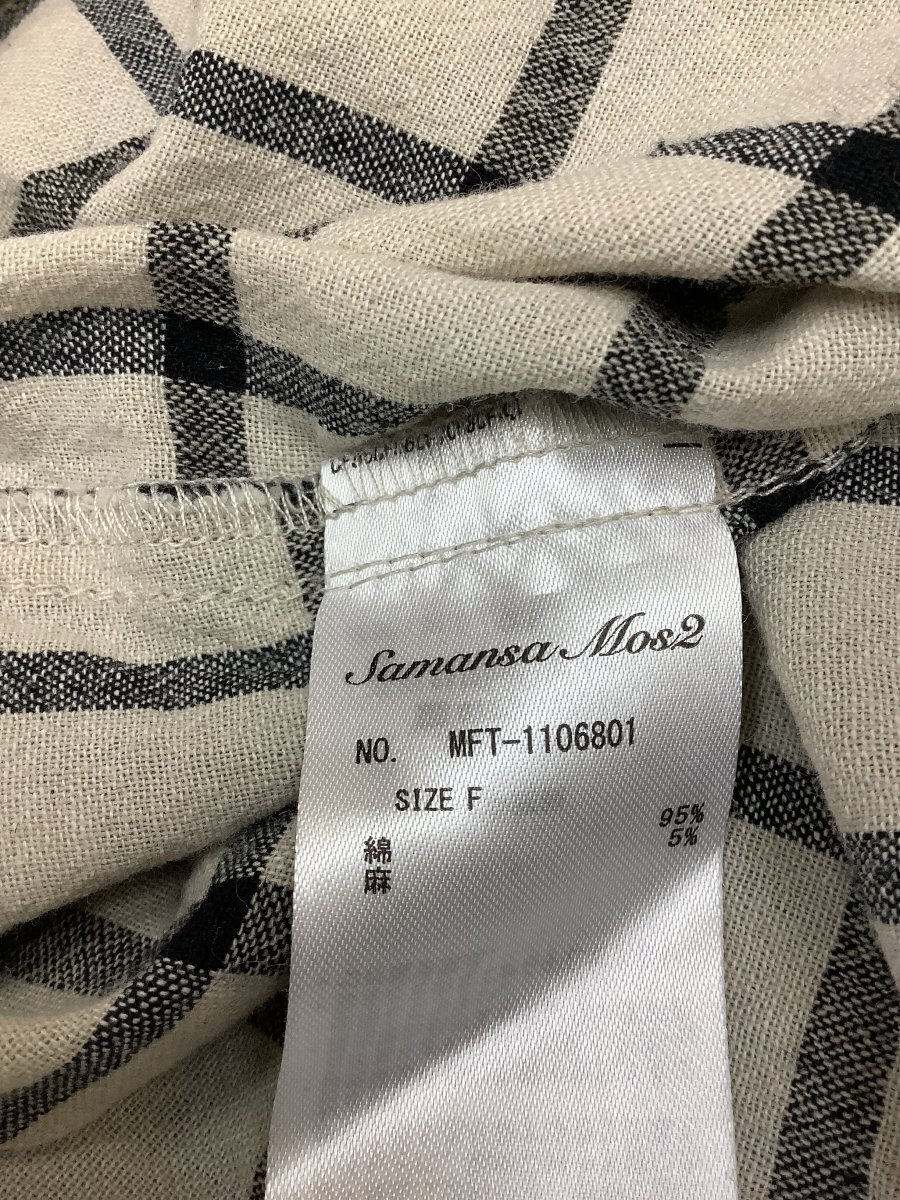 Samansa Mos2
NO. MFT-1106801
SIZE F
綿 95%
麻 5%